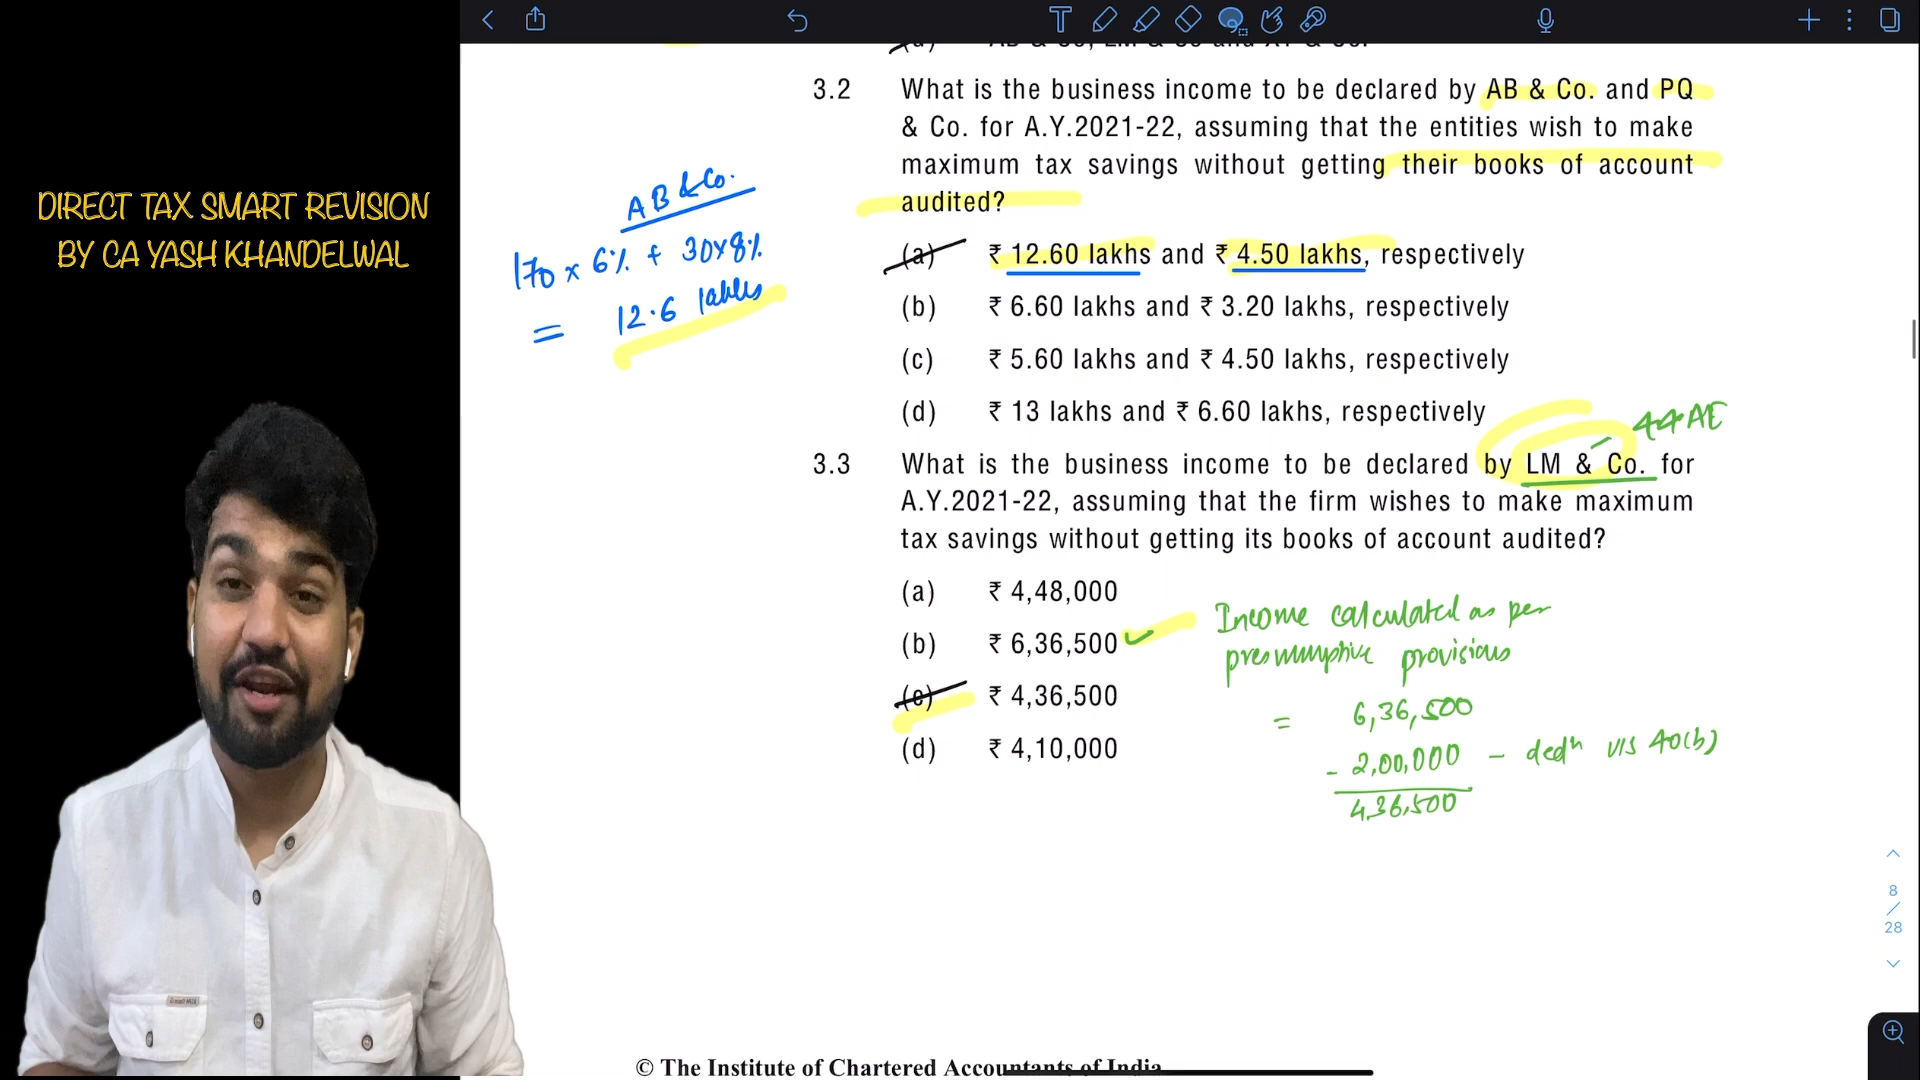 DIRECT TAX SMART REVISION
BY CA YASH KHANDELWAL
3.2 What is the business income to be declared by AB & Co. and PQ
& Co. for A.Y.2021-22, assuming that the entities wish to make
maximum tax savings without getting their books of account
audited?
(a) ₹ 12.60 lakhs and ₹ 4.50 lakhs, respectively
(b) ₹ 6.60 lakhs and ₹ 3.20 lakhs, respectively
(c) ₹ 5.60 lakhs and ₹ 4.50 lakhs, respectively
(d) ₹ 13 lakhs and ₹ 6.60 lakhs, respectively
AB & Co.
170 x 6% + 30x8%
= 12.6 lakhs
44AE
3.3 What is the business income to be declared by LM & Co. for
A.Y.2021-22, assuming that the firm wishes to make maximum
tax savings without getting its books of account audited?
(a) ₹ 4,48,000
(b) ₹ 6,36,500
(c) ₹ 4,36,500
(d) ₹ 4,10,000
Income calculated as per
presumptive provisions
= 6,36,500
- 2,00,000 - dedn u/s 40(b)
4,36,500
8
/
28
© The Institute of Chartered Accountants of India